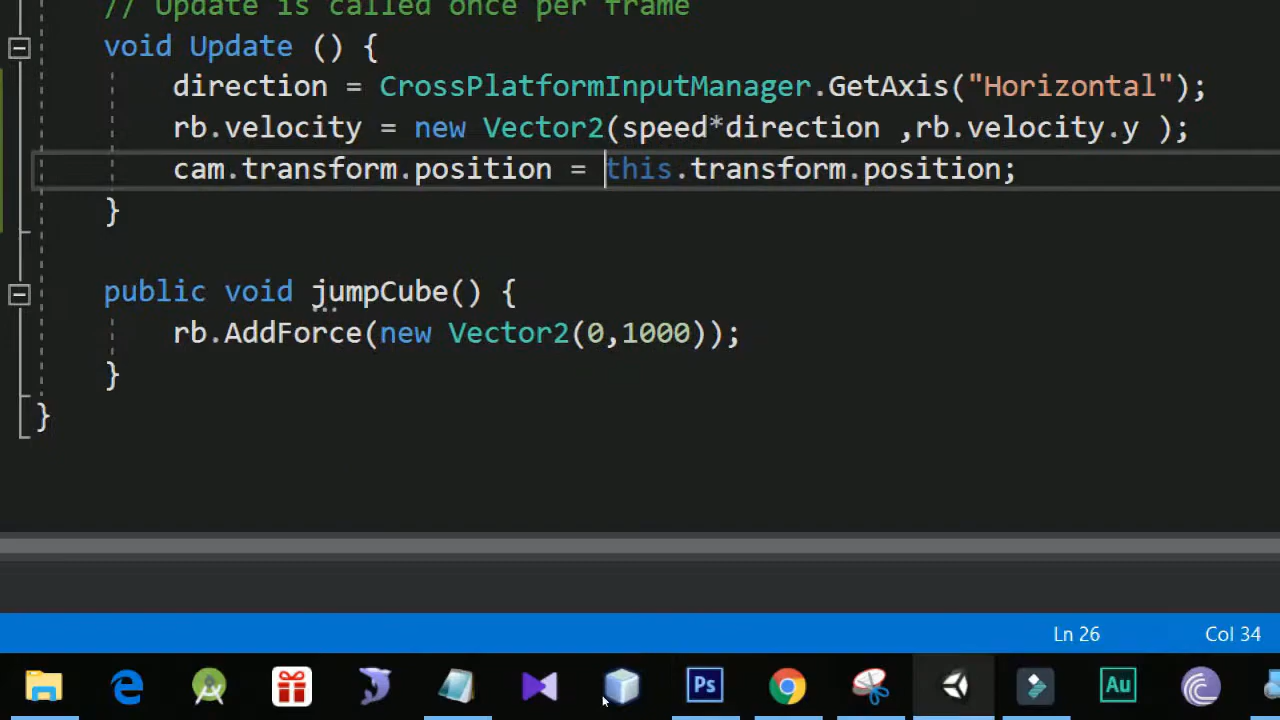 // Update is called once per frame
void Update () {
direction = CrossPlatformInputManager.GetAxis("Horizontal");
rb.velocity = new Vector2(speed*direction ,rb.velocity.y );
cam.transform.position = this.transform.position;
}
public void jumpCube() {
rb.AddForce(new Vector2(0,1000));
}
}
Ln 26 Col 34
Ps Au